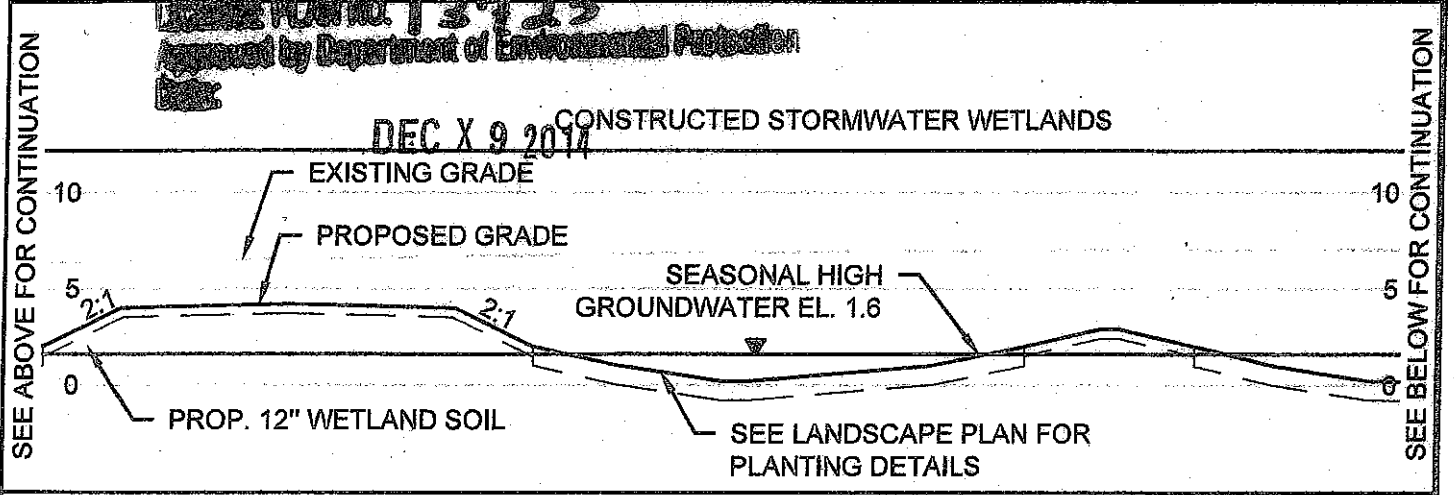 Approved by Department of Environmental Protection
DEC X 9 2014
CONSTRUCTED STORMWATER WETLANDS
SEE ABOVE FOR CONTINUATION
SEE BELOW FOR CONTINUATION
EXISTING GRADE
10
10
PROPOSED GRADE
SEASONAL HIGH
GROUNDWATER EL. 1.6
5
5
2:1
2:1
0
0
PROP. 12" WETLAND SOIL
SEE LANDSCAPE PLAN FOR
PLANTING DETAILS